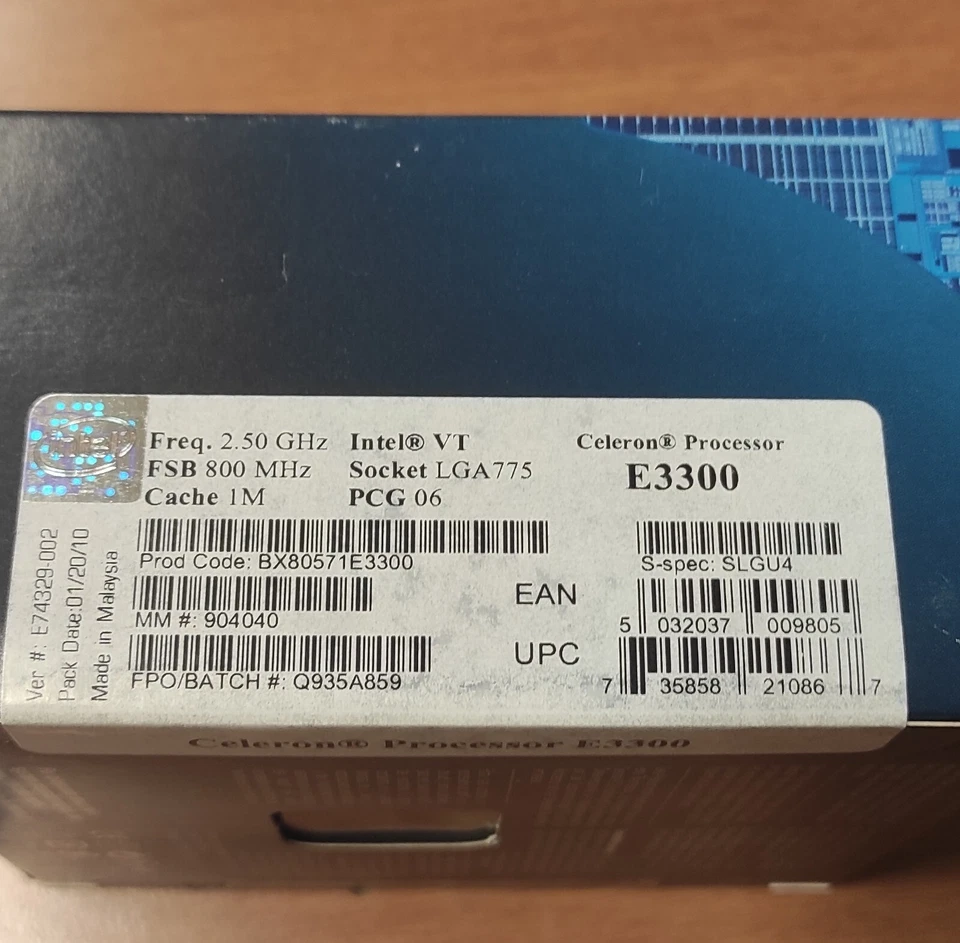 intel
Freq. 2.50 GHz Intel® VT
FSB 800 MHz Socket LGA775
Cache 1M PCG 06
Celeron® Processor
E3300
Prod Code: BX80571E3300
S-spec: SLGU4
MM #: 904040
EAN
5 032037 009805
FPO/BATCH #: Q935A859
UPC
7 35858 21086 7
Ver #: E74329-002
Pack Date:01/20/10
Made in Malaysia
Celeron® Processor E3300